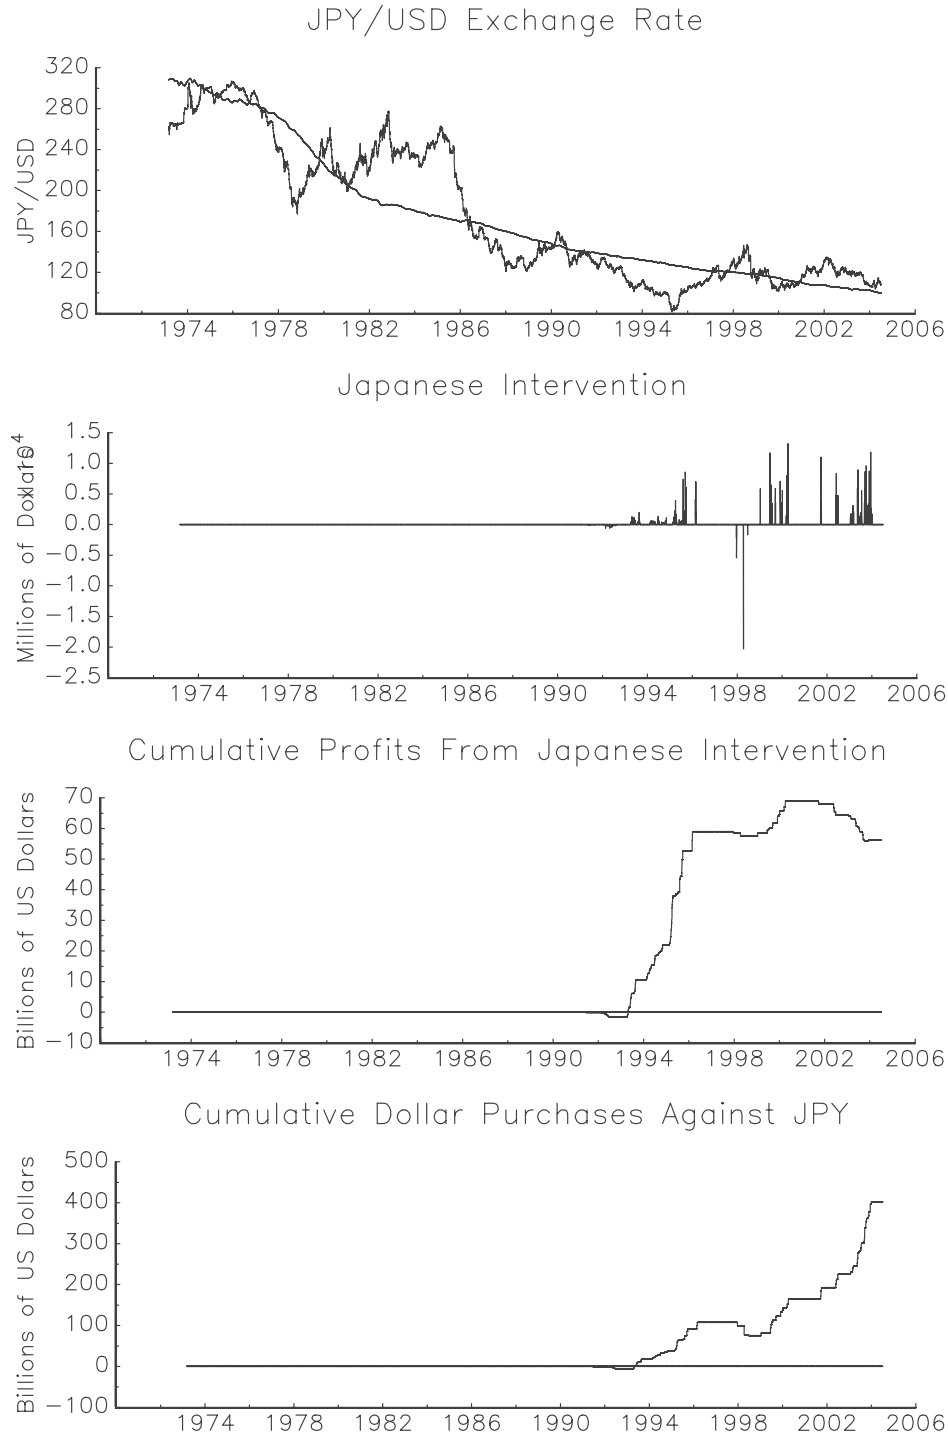 JPY/USD Exchange Rate
JPY/USD
320
280
240
200
160
120
80
1974 1978 1982 1986 1990 1994 1998 2002 2006
Japanese Intervention
Millions of Dollars
1.5
1.0
0.5
0.0
−0.5
−1.0
−1.5
−2.0
−2.5
1974 1978 1982 1986 1990 1994 1998 2002 2006
Cumulative Profits From Japanese Intervention
Billions of US Dollars
70
60
50
40
30
20
10
0
−10
1974 1978 1982 1986 1990 1994 1998 2002 2006
Cumulative Dollar Purchases Against JPY
Billions of US Dollars
500
400
300
200
100
0
−100
1974 1978 1982 1986 1990 1994 1998 2002 2006